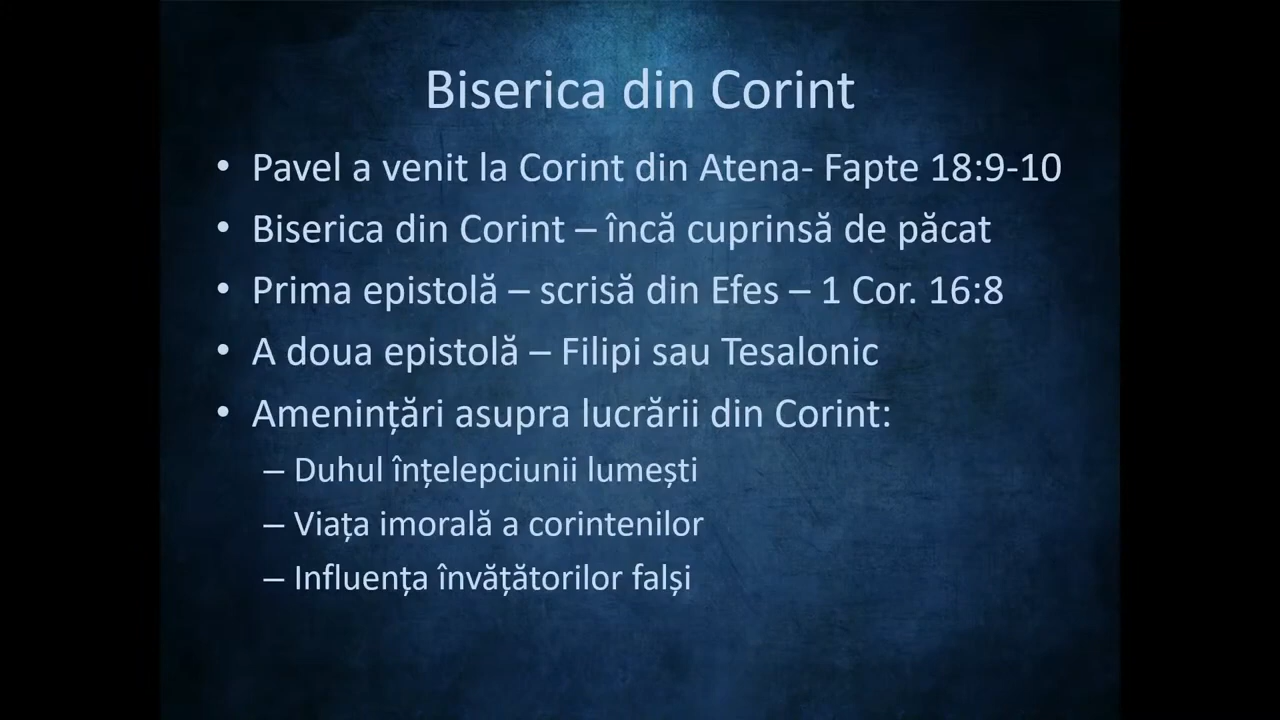 Biserica din Corint
• Pavel a venit la Corint din Atena- Fapte 18:9-10
• Biserica din Corint – încă cuprinsă de păcat
• Prima epistolă – scrisă din Efes – 1 Cor. 16:8
• A doua epistolă – Filipi sau Tesalonic
• Amenințări asupra lucrării din Corint:
– Duhul înțelepciunii lumești
– Viața imorală a corintenilor
– Influența învățătorilor falși